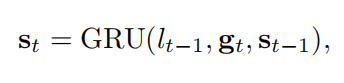 s_t = GRU(l_{t−1}, g_t, s_{t−1}),